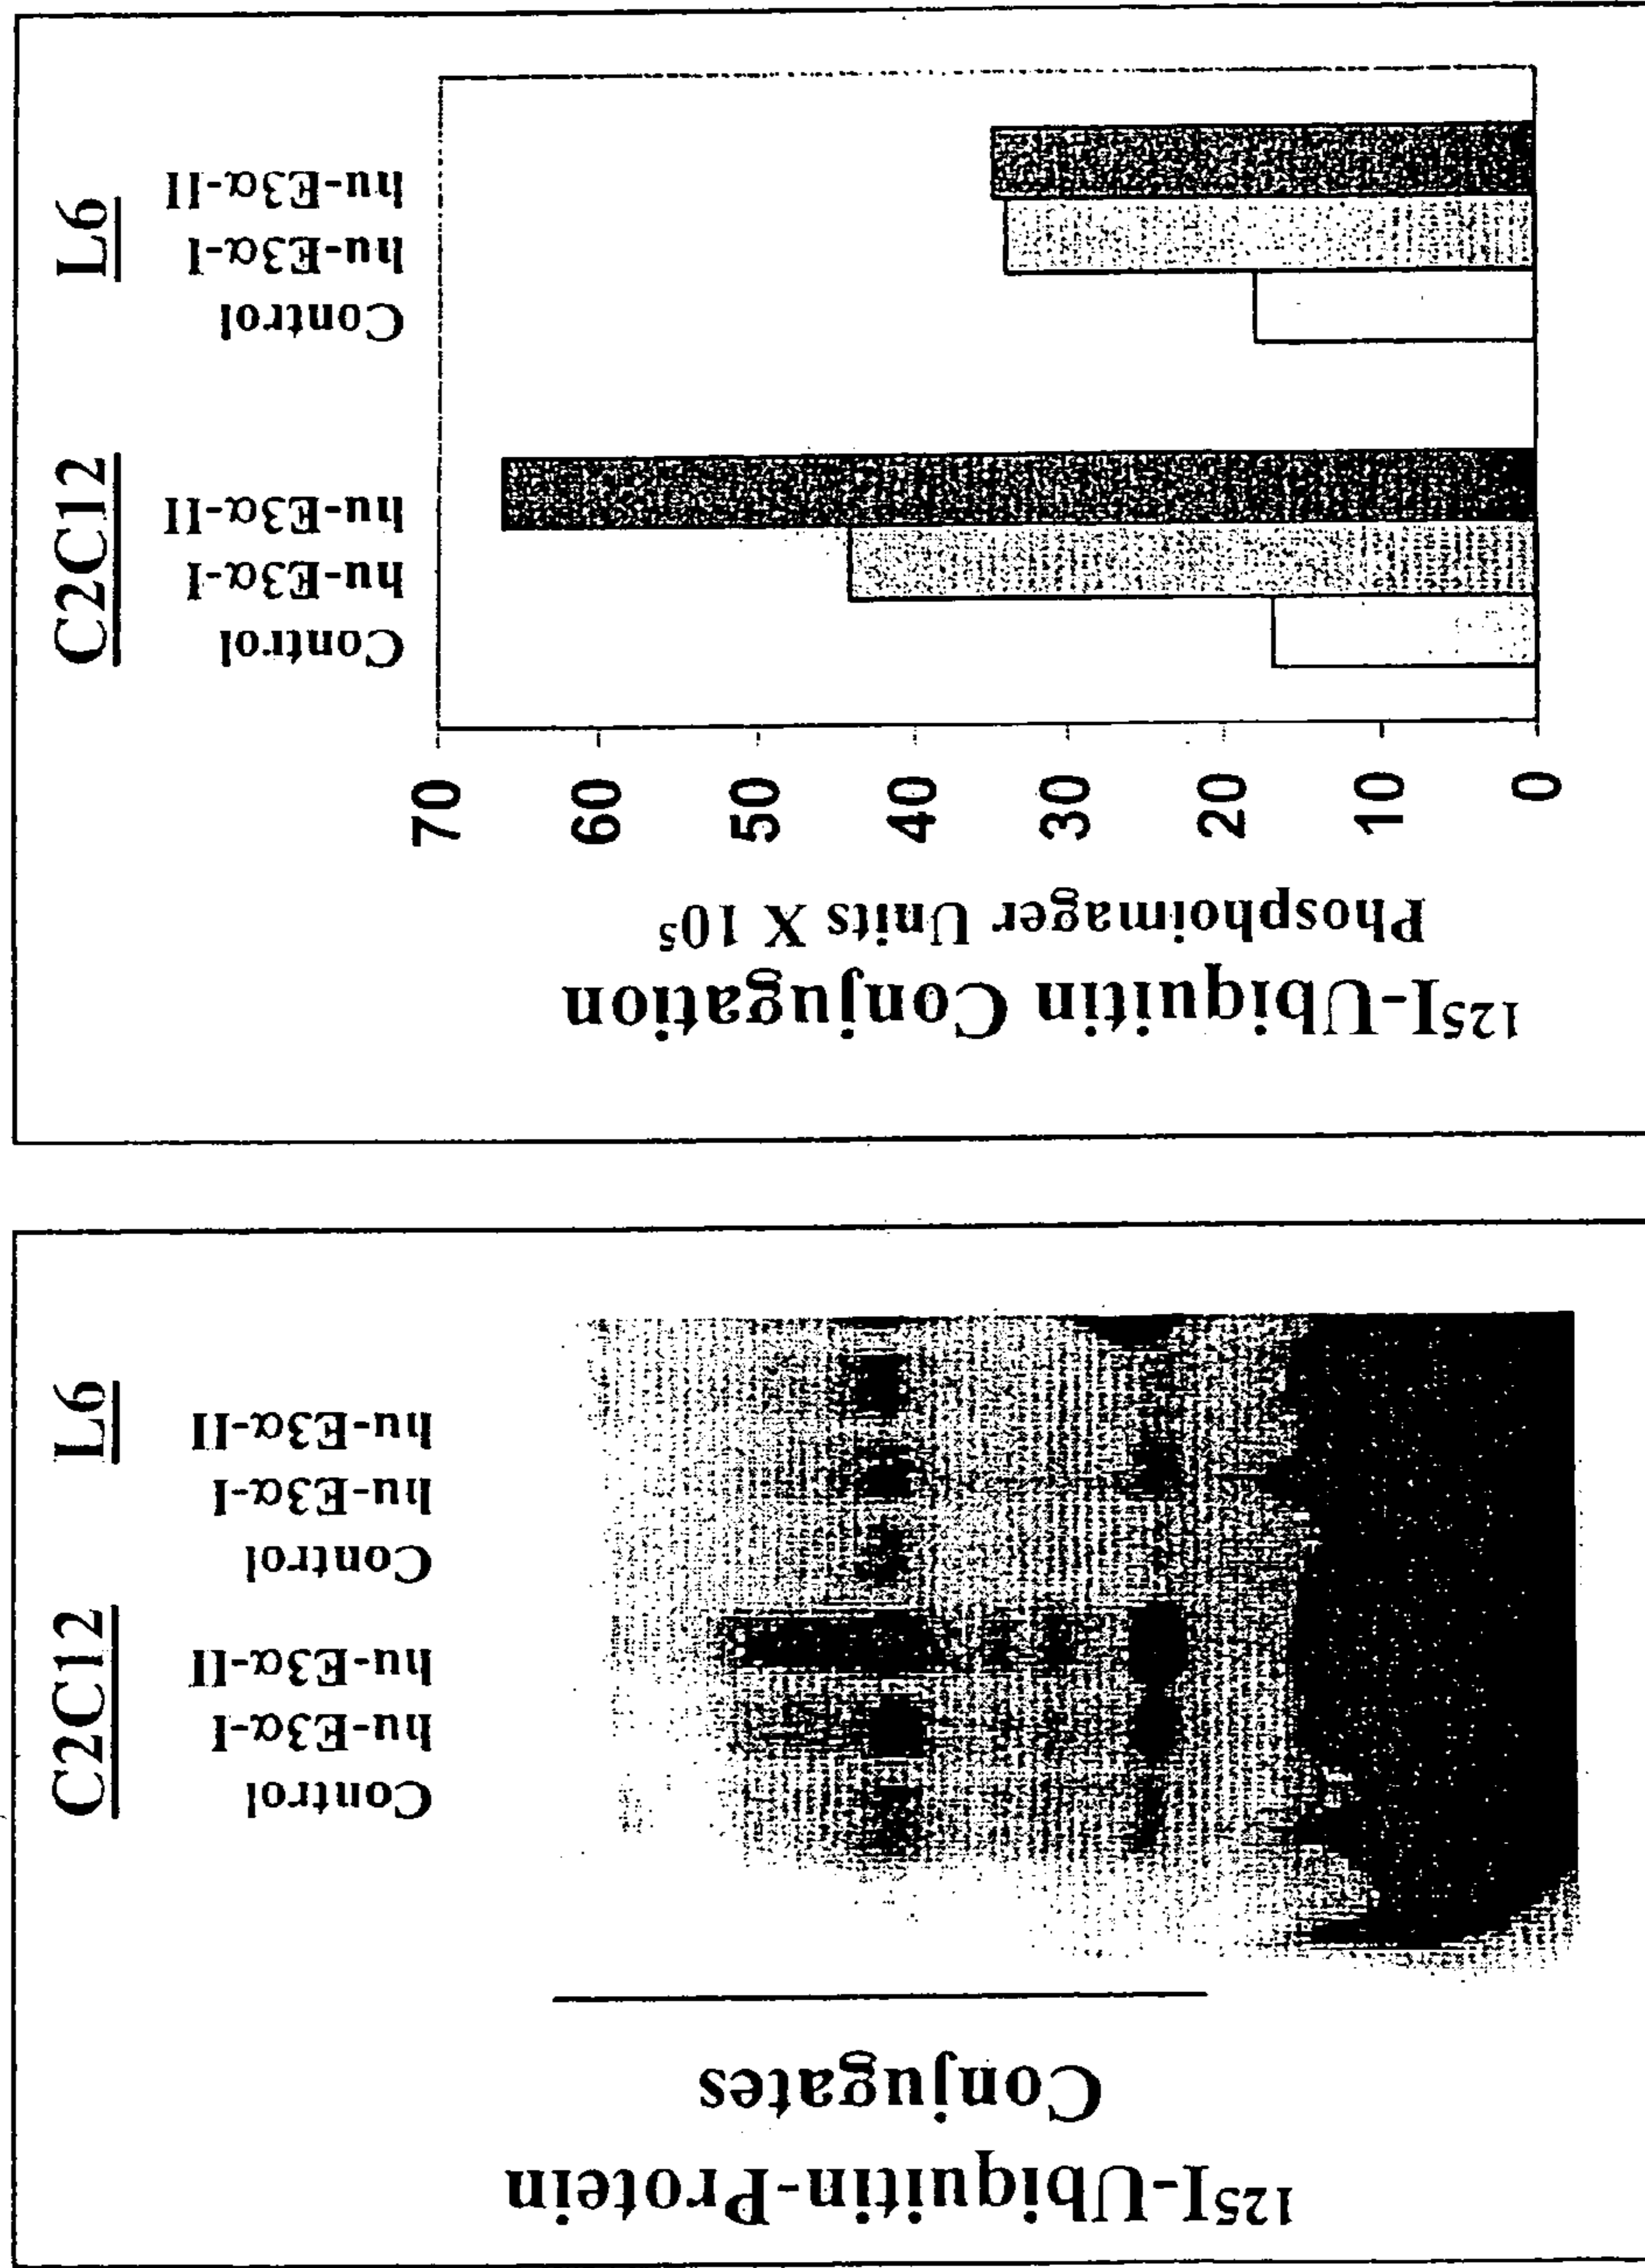 C2C12
L6
Control
hu-E3α-I
hu-E3α-II
Control
hu-E3α-I
hu-E3α-II
¹²⁵I-Ubiquitin-Protein
Conjugates
C2C12
L6
Control
hu-E3α-I
hu-E3α-II
Control
hu-E3α-I
hu-E3α-II
¹²⁵I-Ubiquitin Conjugation
Phosphoimager Units X 10⁵
70
60
50
40
30
20
10
0